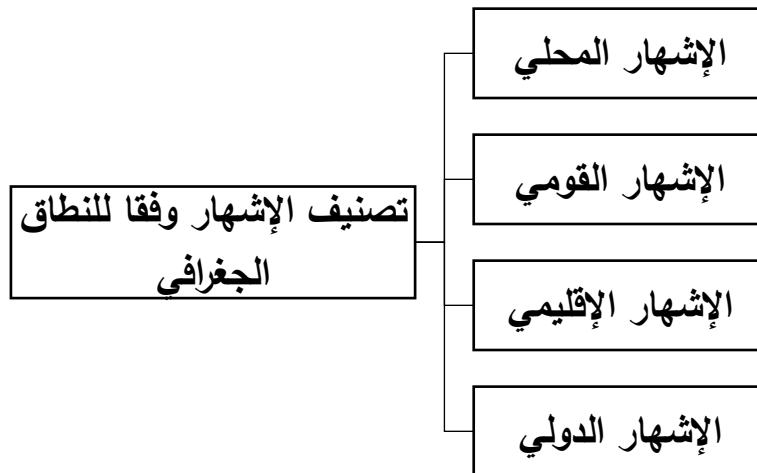 تصنيف الإشهار وفقا للنطاق
الجغرافي
الإشهار المحلي
الإشهار القومي
الإشهار الإقليمي
الإشهار الدولي